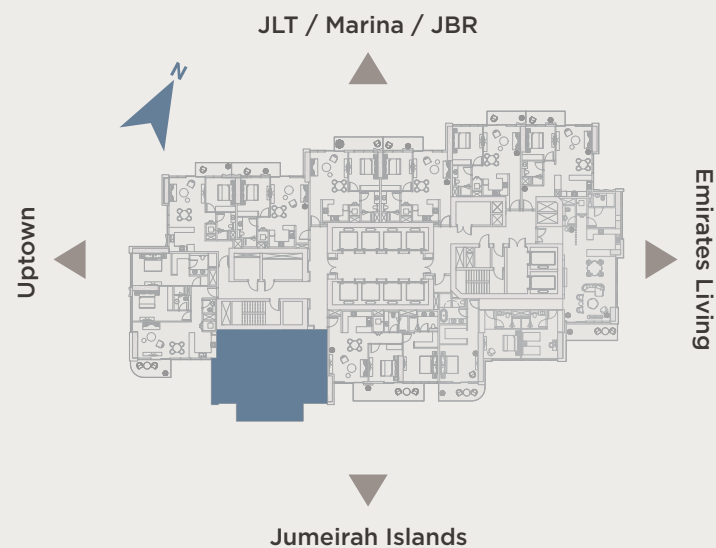 JLT / Marina / JBR
N
Uptown
Emirates Living
Jumeirah Islands